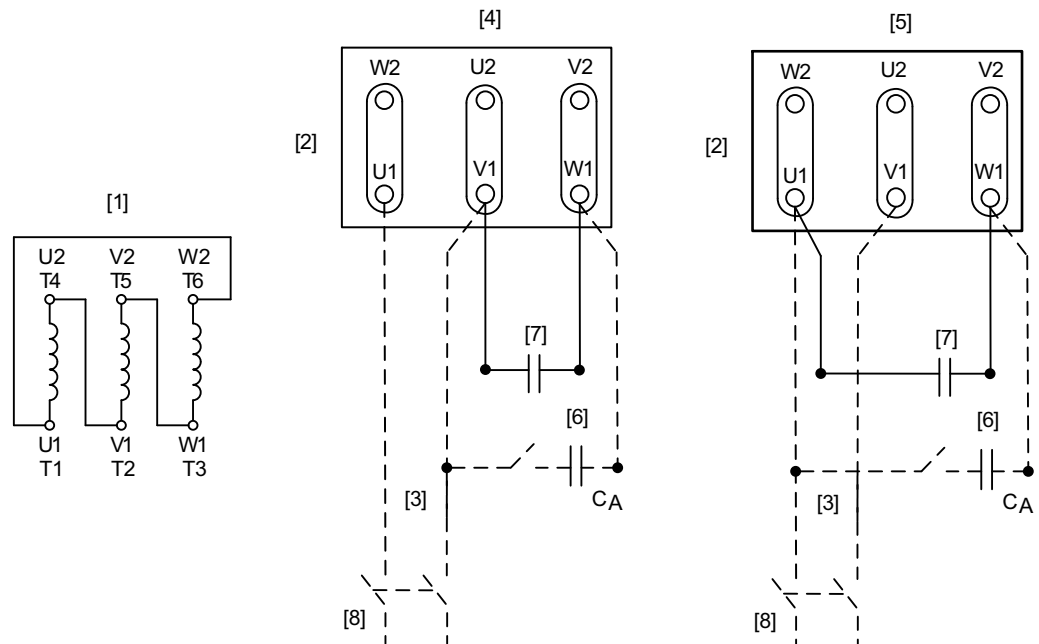 [1]
U2 V2 W2
T4 T5 T6
U1 V1 W1
T1 T2 T3
[4]
[2]
W2 U2 V2
U1 V1 W1
[7]
[6]
[3]
CA
[8]
[5]
[2]
W2 U2 V2
U1 V1 W1
[7]
[6]
[3]
CA
[8]